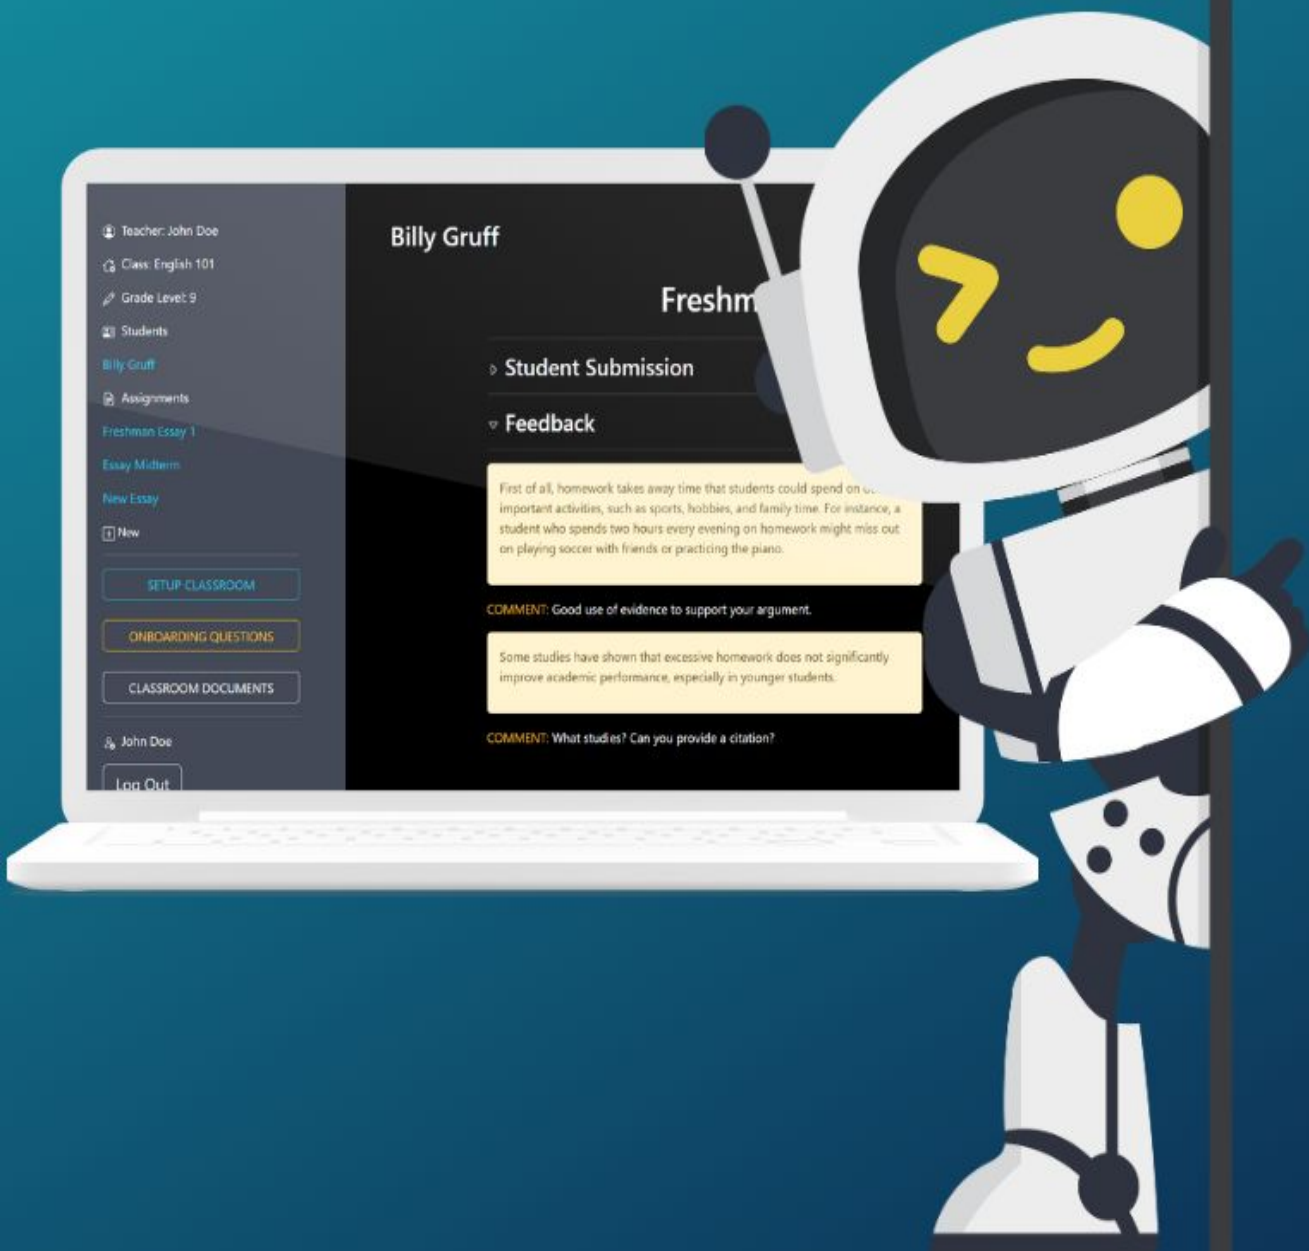 Teacher: John Doe
Class: English 101
Grade Level: 9
Students
Billy Gruff
Assignments
Freshman Essay 1
Essay Midterm
New Essay
New
SETUP CLASSROOM
ONBOARDING QUESTIONS
CLASSROOM DOCUMENTS
John Doe
Log Out
Billy Gruff
Freshm
Student Submission
Feedback
First of all, homework takes away time that students could spend on
important activities, such as sports, hobbies, and family time. For instance, a
student who spends two hours every evening on homework might miss out
on playing soccer with friends or practicing the piano.
COMMENT: Good use of evidence to support your argument.
Some studies have shown that excessive homework does not significantly
improve academic performance, especially in younger students.
COMMENT: What studies? Can you provide a citation?